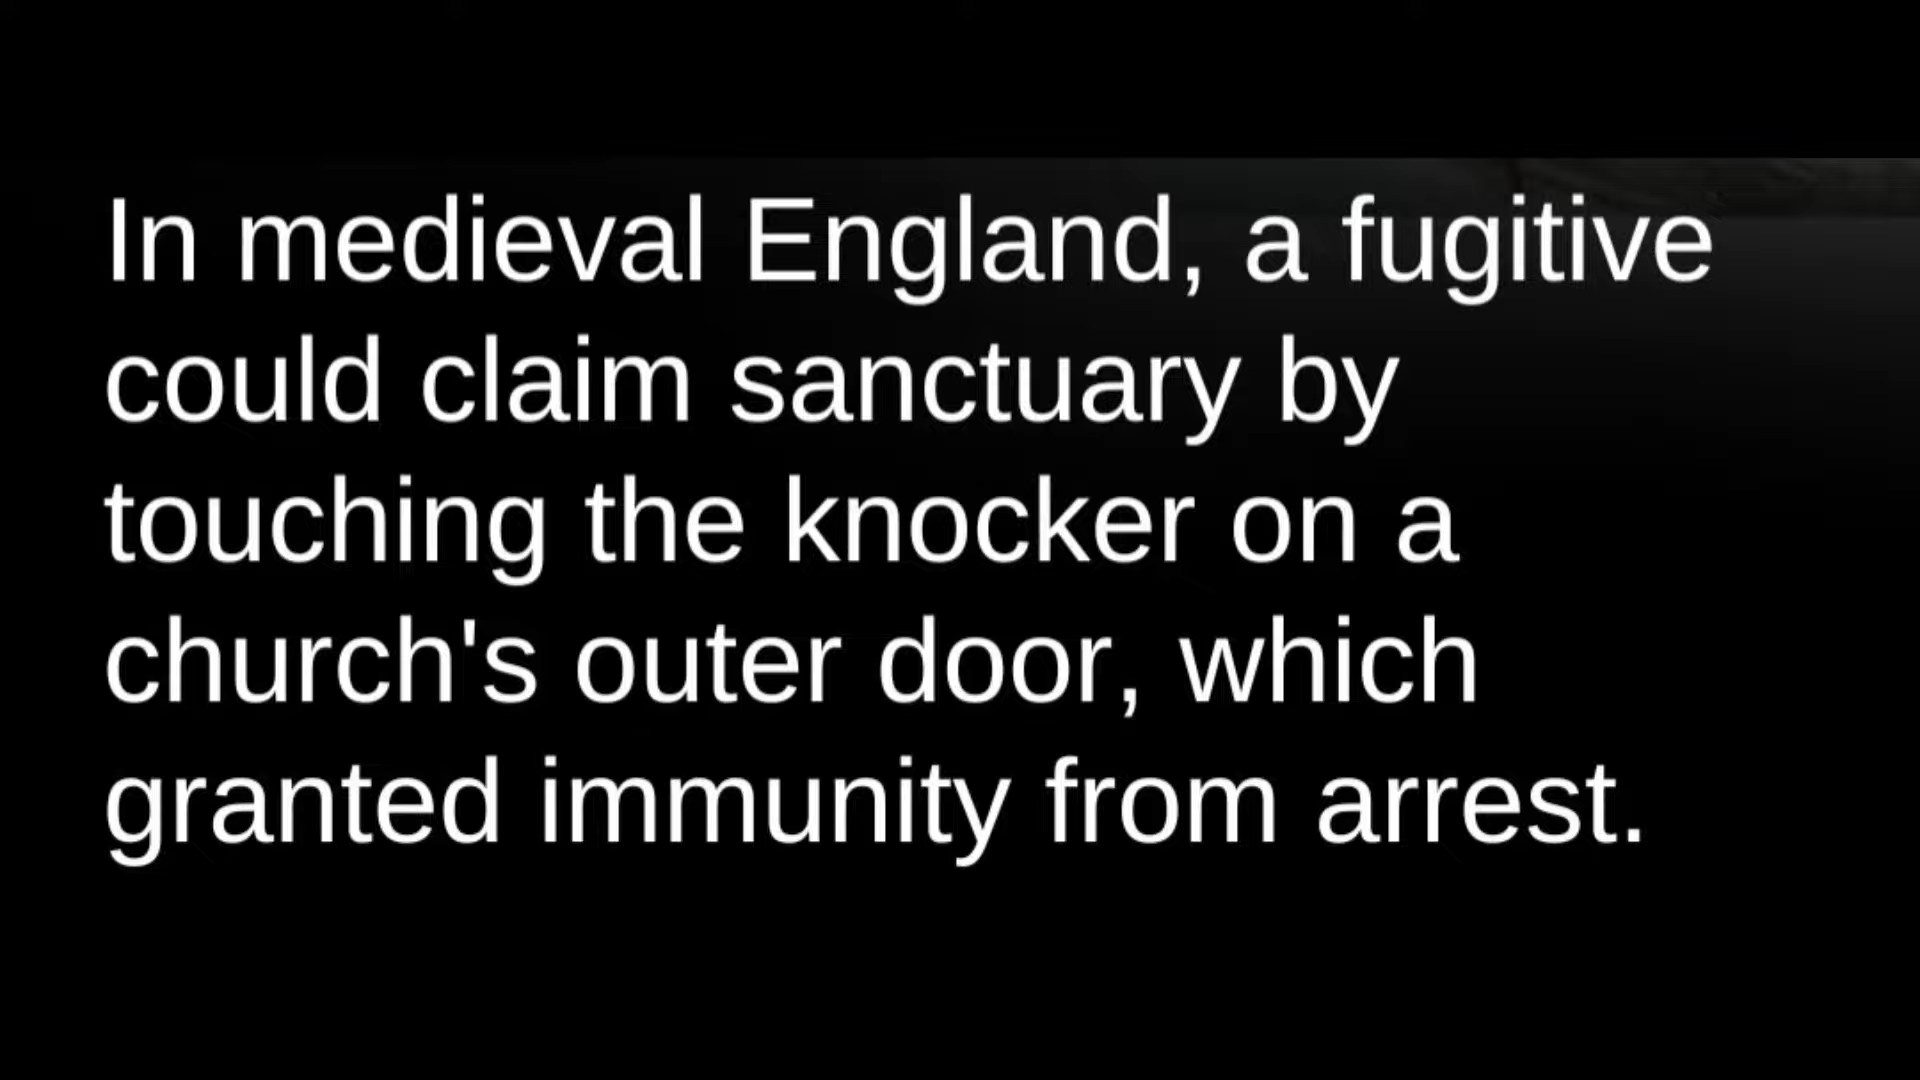 In medieval England, a fugitive
could claim sanctuary by
touching the knocker on a
church's outer door, which
granted immunity from arrest.